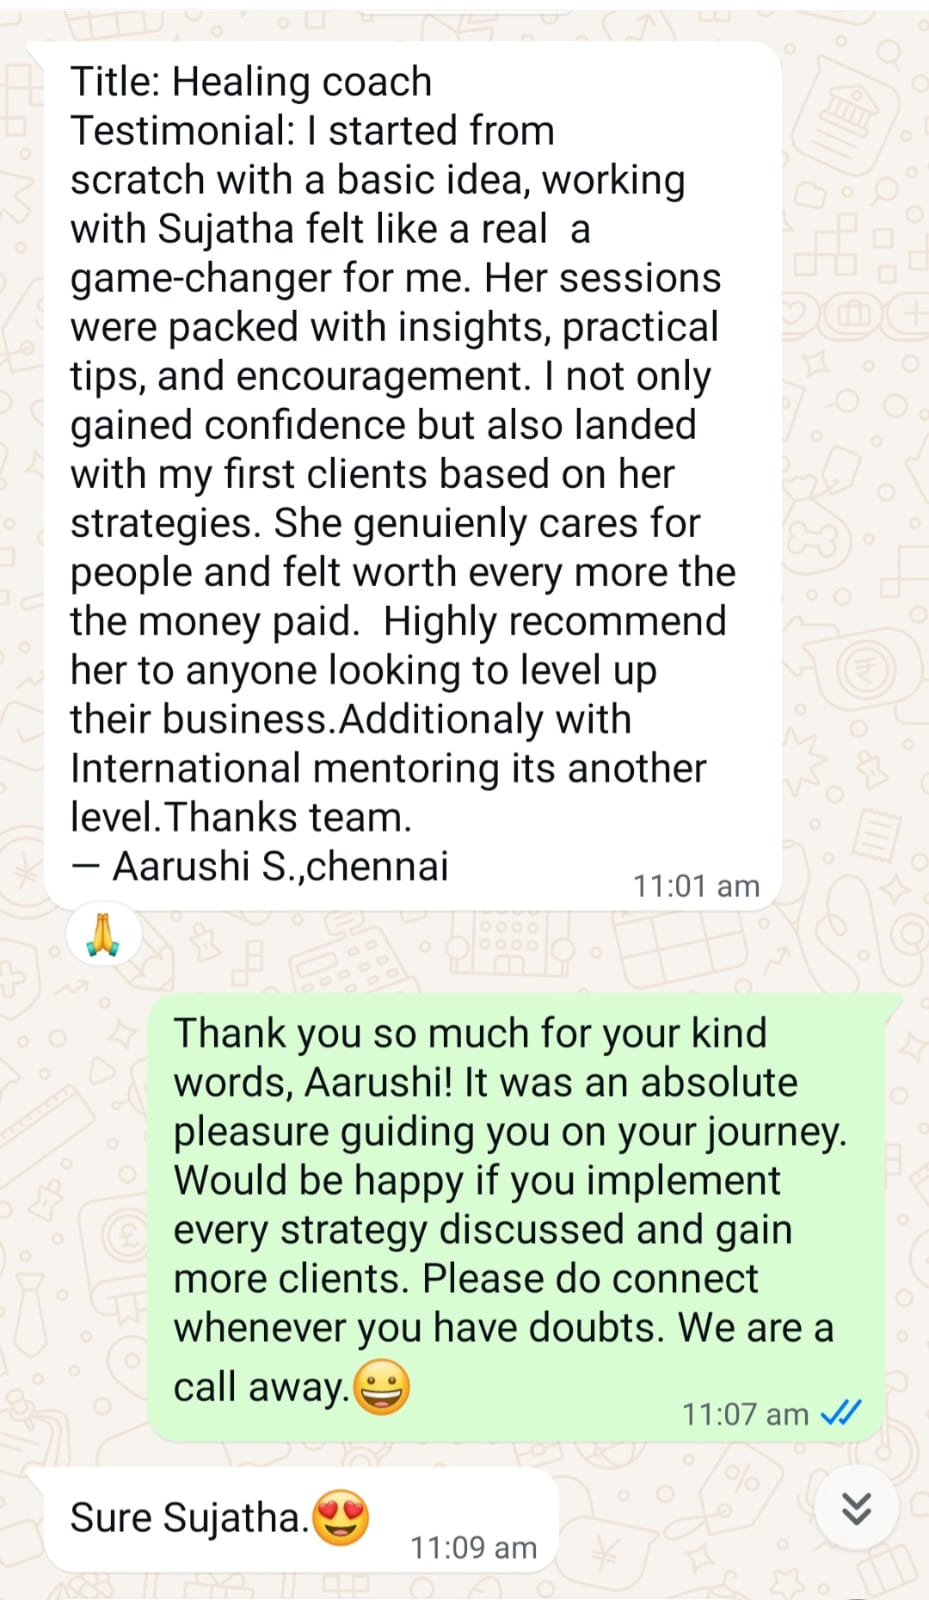 Title: Healing coach
Testimonial: I started from
scratch with a basic idea, working
with Sujatha felt like a real  a
game-changer for me. Her sessions
were packed with insights, practical
tips, and encouragement. I not only
gained confidence but also landed
with my first clients based on her
strategies. She genuienly cares for
people and felt worth every more the
the money paid.  Highly recommend
her to anyone looking to level up
their business.Additionaly with
International mentoring its another
level.Thanks team.
— Aarushi S.,chennai
11:01 am
🙏
Thank you so much for your kind
words, Aarushi! It was an absolute
pleasure guiding you on your journey.
Would be happy if you implement
every strategy discussed and gain
more clients. Please do connect
whenever you have doubts. We are a
call away.😀
11:07 am
Sure Sujatha.😍
11:09 am